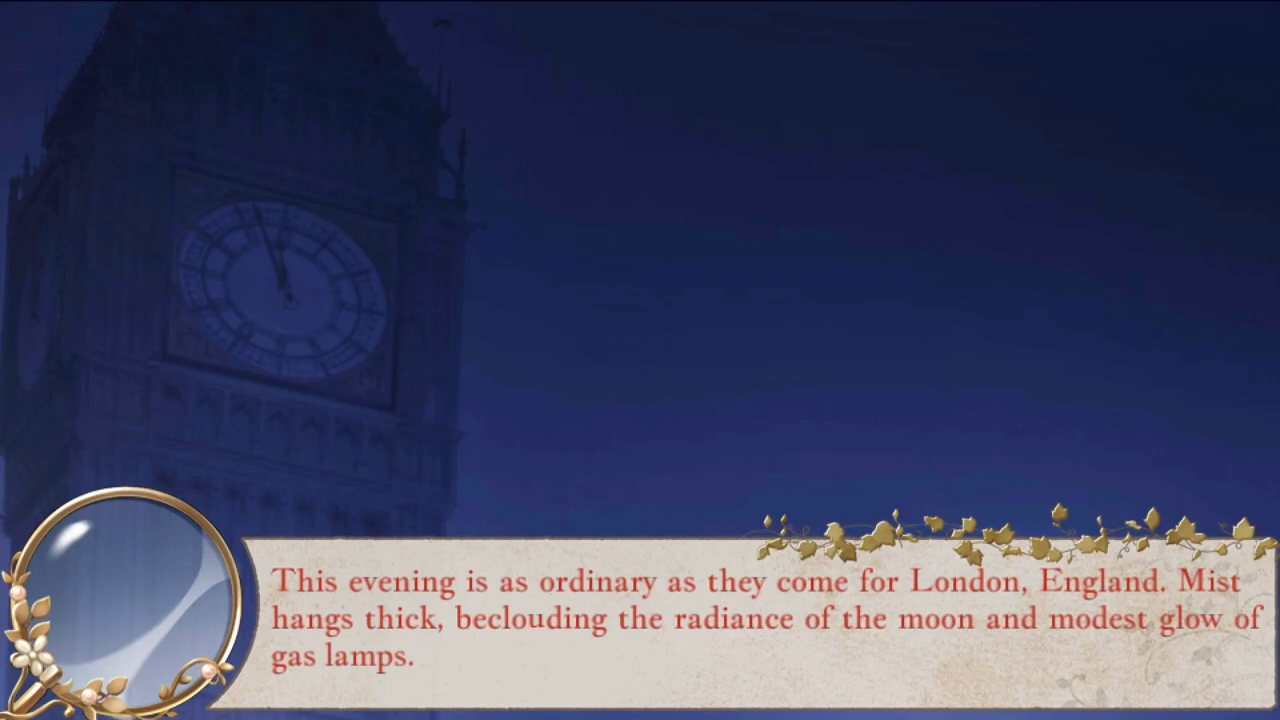 This evening is as ordinary as they come for London, England. Mist
hangs thick, beclouding the radiance of the moon and modest glow of
gas lamps.